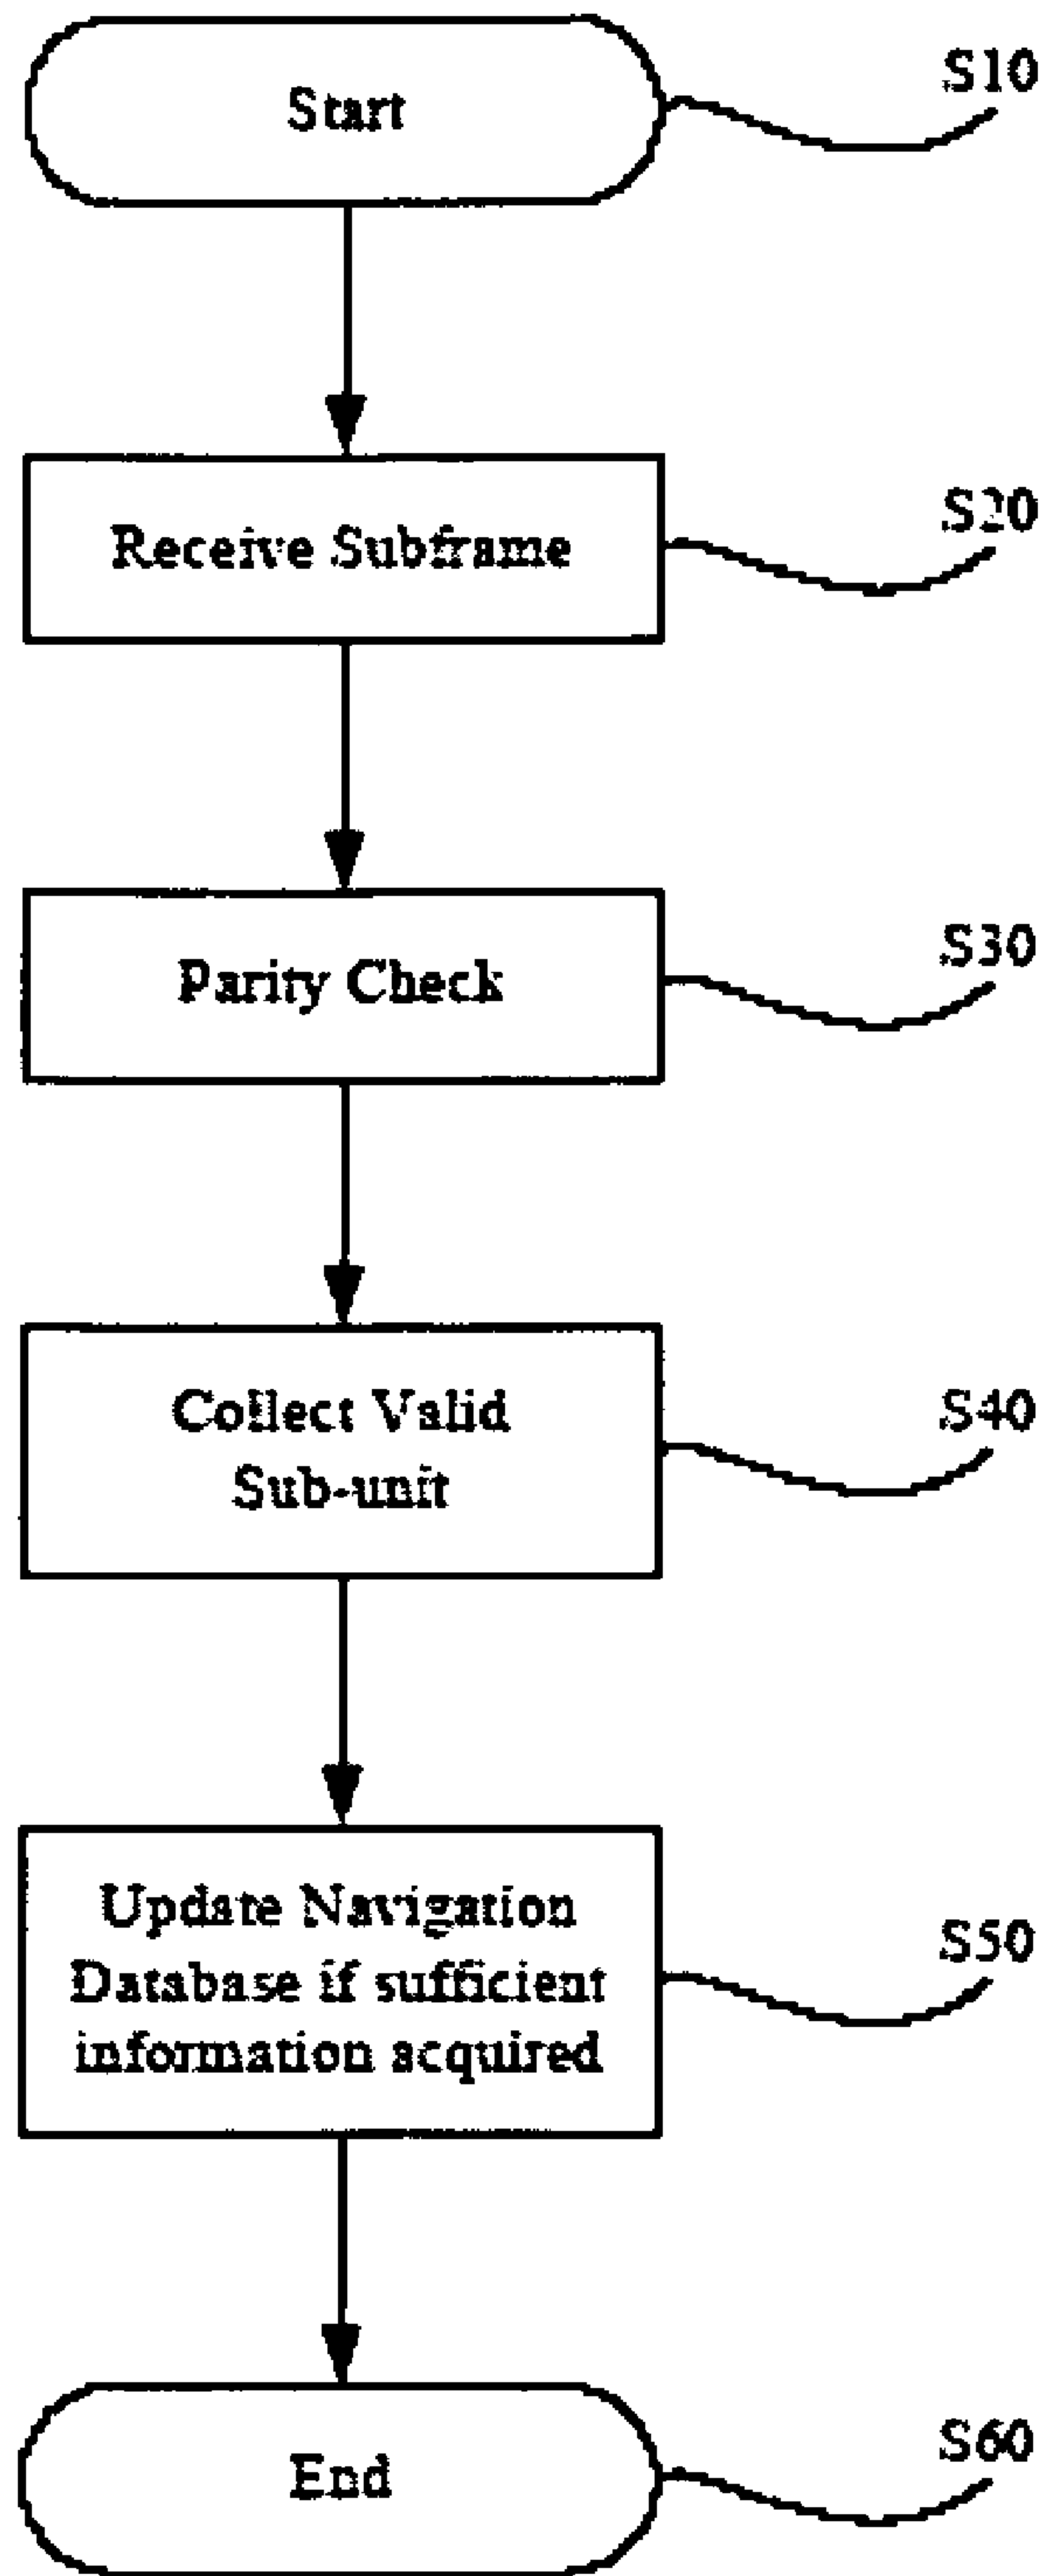 Start
S10
Receive Subframe
S20
Parity Check
S30
Collect Valid
Sub-unit
S40
Update Navigation
Database if sufficient
information acquired
S50
End
S60